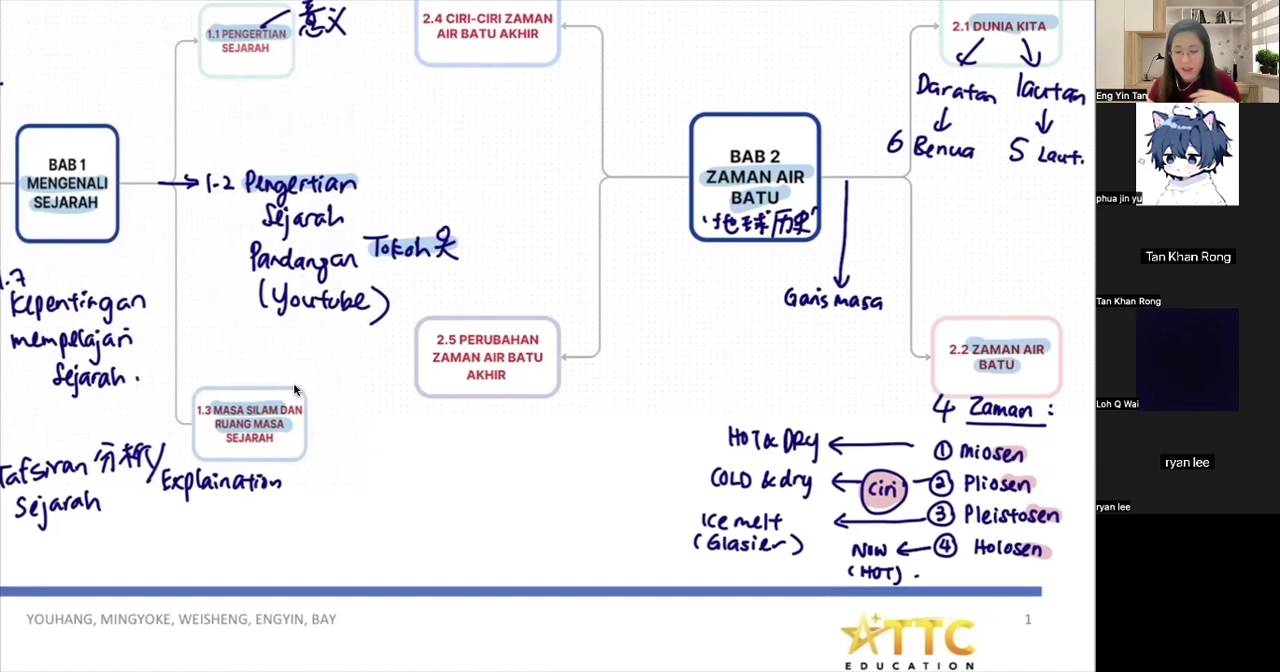 1.1 PENGERTIAN
SEJARAH
意义
BAB 1
MENGENALI
SEJARAH
1.2 Pengertian
Sejarah
Pandangan Tokoh
(Youtube)
1.7
Kepentingan
mempelajari
Sejarah.
1.3 MASA SILAM DAN
RUANG MASA
SEJARAH
Tafsiran 分析
Sejarah
Explaination
2.4 CIRI-CIRI ZAMAN
AIR BATU AKHIR
2.5 PERUBAHAN
ZAMAN AIR BATU
AKHIR
BAB 2
ZAMAN AIR
BATU
"地球历史"
Garis masa
2.1 DUNIA KITA
Daratan lautan
6 Benua 5 Laut.
2.2 ZAMAN AIR
BATU
4 Zaman :
HOT & DRY ① miosen
COLD & dry ciri ② Pliosen
Ice melt ③ Pleistosen
(Glasier)
Now ④ Holosen
(HOT).
YOUHANG, MINGYOKE, WEISHENG, ENGYIN, BAY
1
ATTC
EDUCATION
Eng Yin Tan
phua jin yu
Tan Khan Rong
Tan Khan Rong
Loh Q Wai
ryan lee
ryan lee